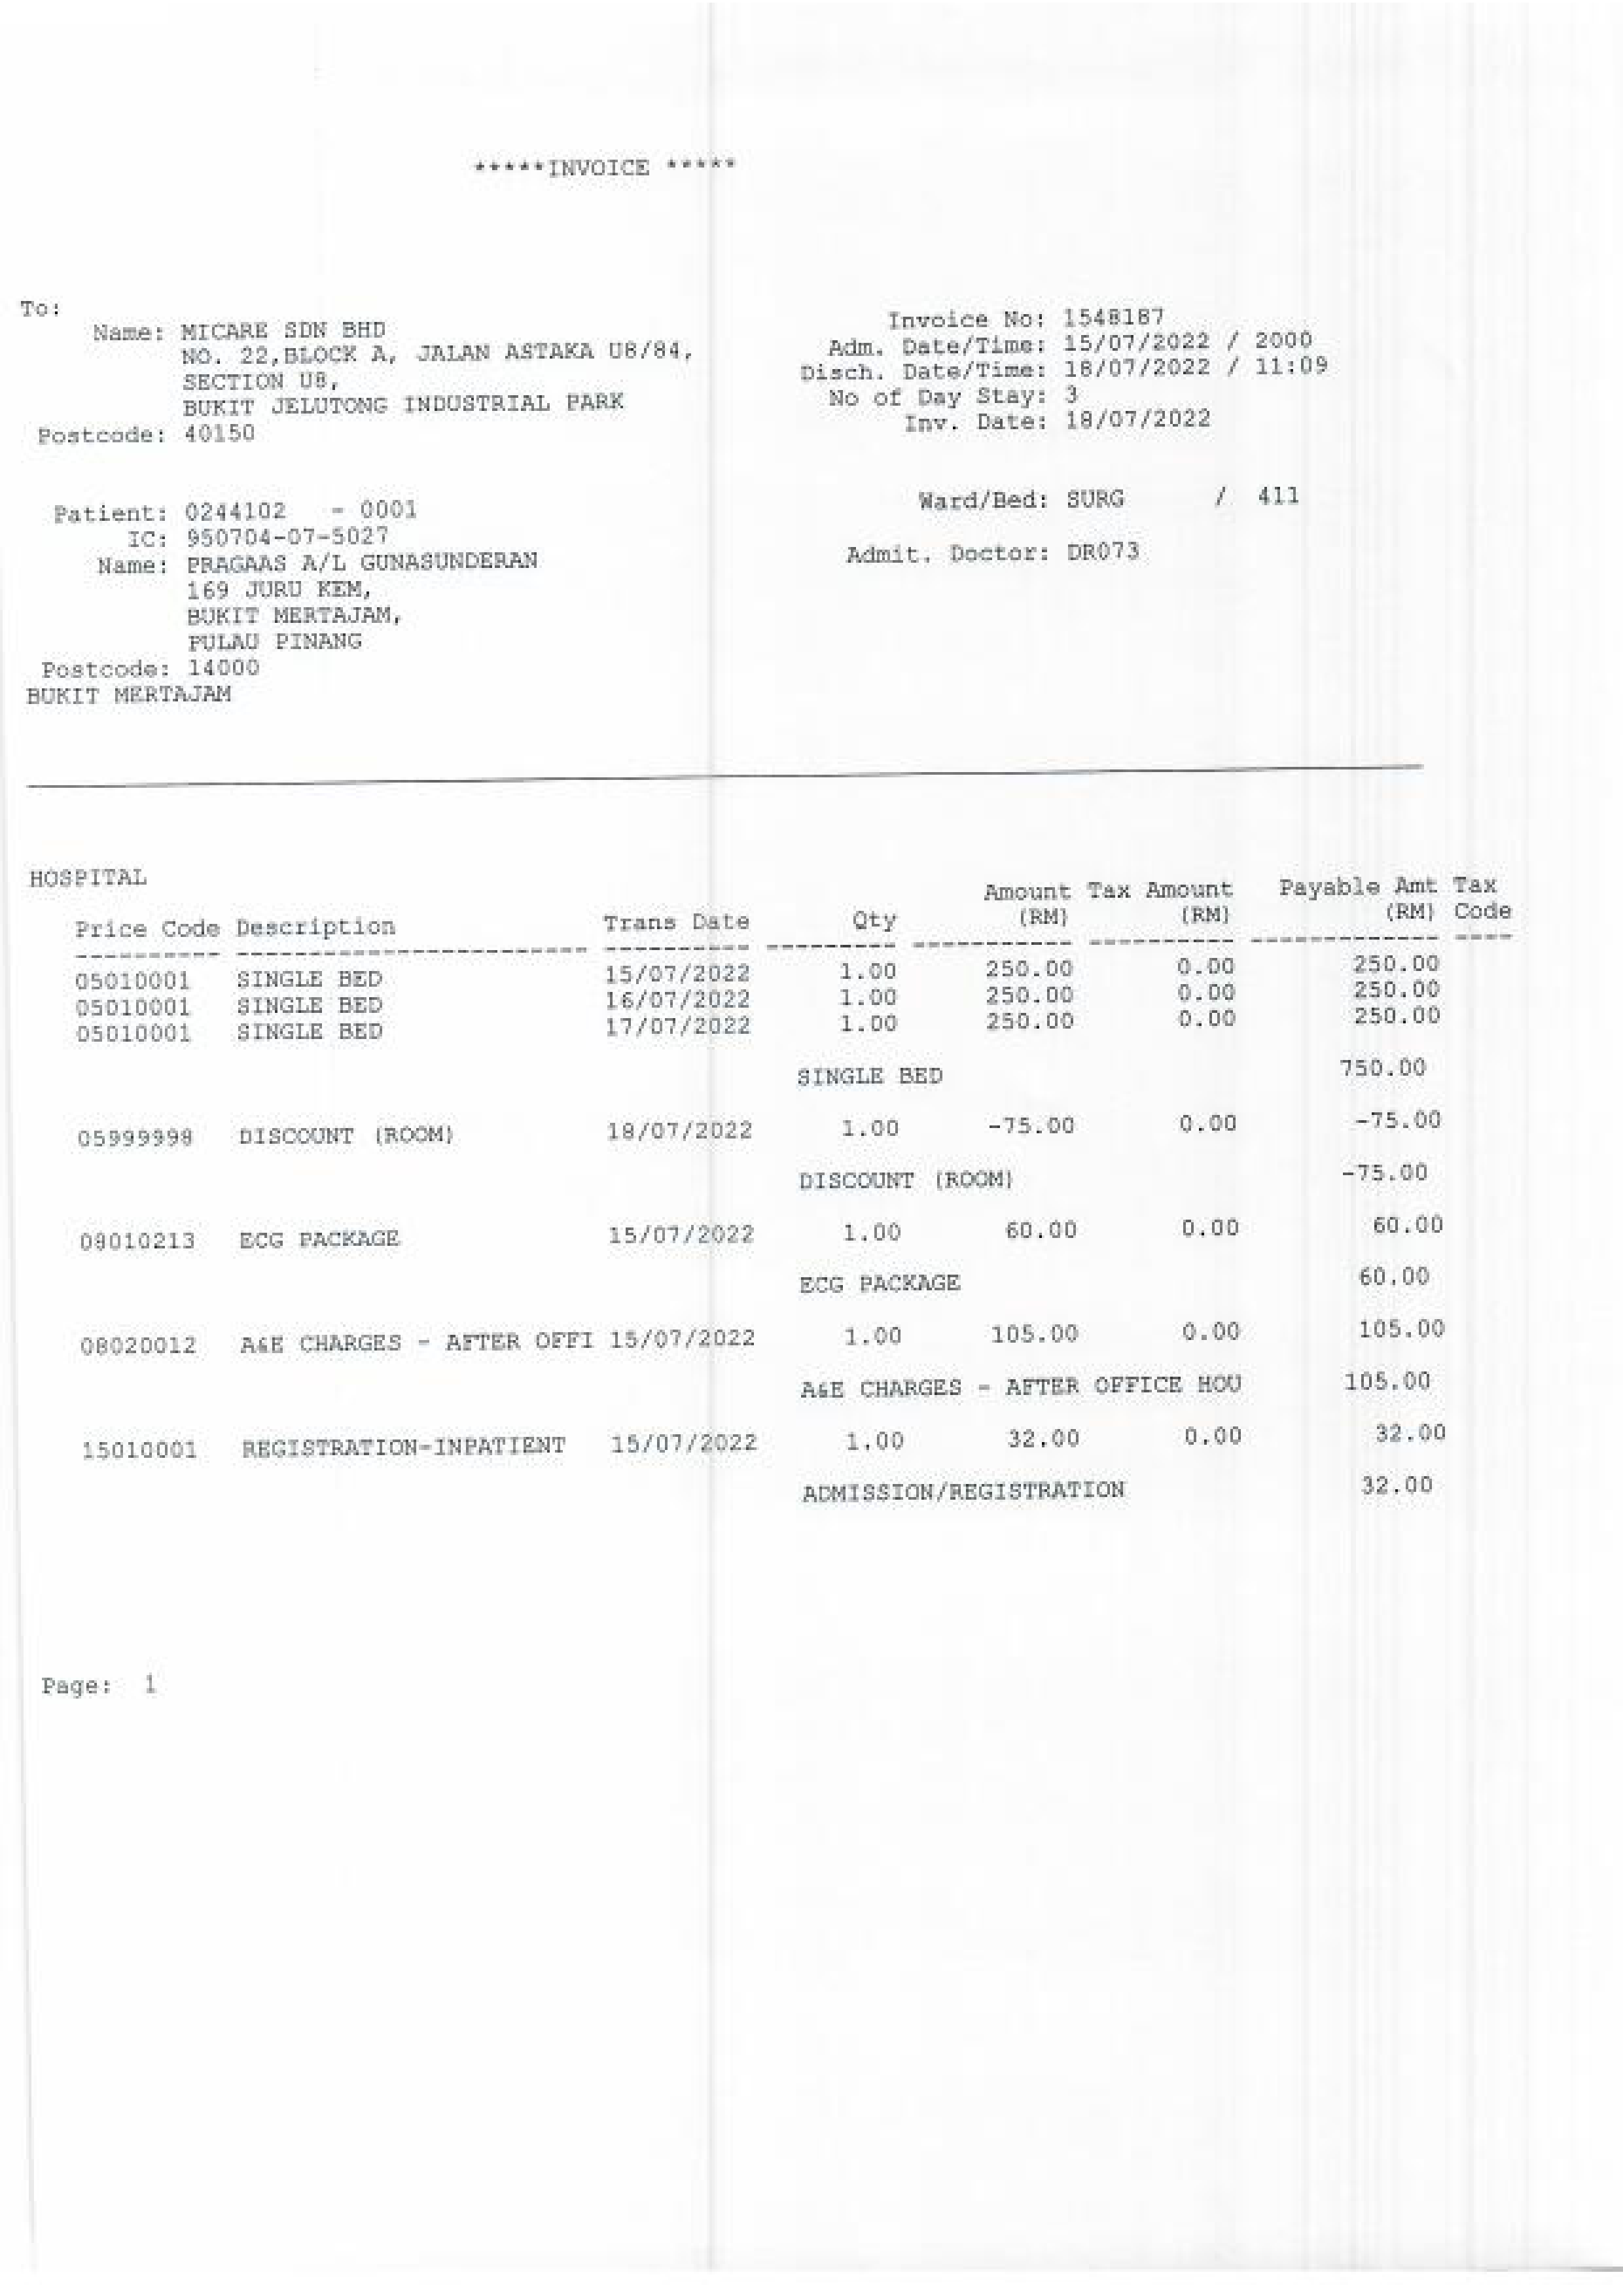 *****INVOICE *****
To:
Name: MICARE SDN BHD
NO. 22,BLOCK A, JALAN ASTAKA U8/84,
SECTION U8,
BUKIT JELUTONG INDUSTRIAL PARK
Postcode: 40150
Invoice No: 1548187
Adm. Date/Time: 15/07/2022 / 2000
Disch. Date/Time: 18/07/2022 / 11:09
No of Day Stay: 3
Inv. Date: 18/07/2022
Patient: 0244102 - 0001
IC: 950704-07-5027
Name: PRAGAAS A/L GUNASUNDERAN
169 JURU KEM,
BUKIT MERTAJAM,
PULAU PINANG
Postcode: 14000
BUKIT MERTAJAM
Ward/Bed: SURG / 411
Admit. Doctor: DR073
HOSPITAL
Amount Tax Amount Payable Amt Tax
Price Code Description Trans Date Qty (RM) (RM) (RM) Code
05010001 SINGLE BED 15/07/2022 1.00 250.00 0.00 250.00
05010001 SINGLE BED 16/07/2022 1.00 250.00 0.00 250.00
05010001 SINGLE BED 17/07/2022 1.00 250.00 0.00 250.00
SINGLE BED 750.00
05999998 DISCOUNT (ROOM) 18/07/2022 1.00 -75.00 0.00 -75.00
DISCOUNT (ROOM) -75.00
08010213 ECG PACKAGE 15/07/2022 1.00 60.00 0.00 60.00
ECG PACKAGE 60.00
08020012 A&E CHARGES - AFTER OFFI 15/07/2022 1.00 105.00 0.00 105.00
A&E CHARGES - AFTER OFFICE HOU 105.00
15010001 REGISTRATION-INPATIENT 15/07/2022 1.00 32.00 0.00 32.00
ADMISSION/REGISTRATION 32.00
Page: 1